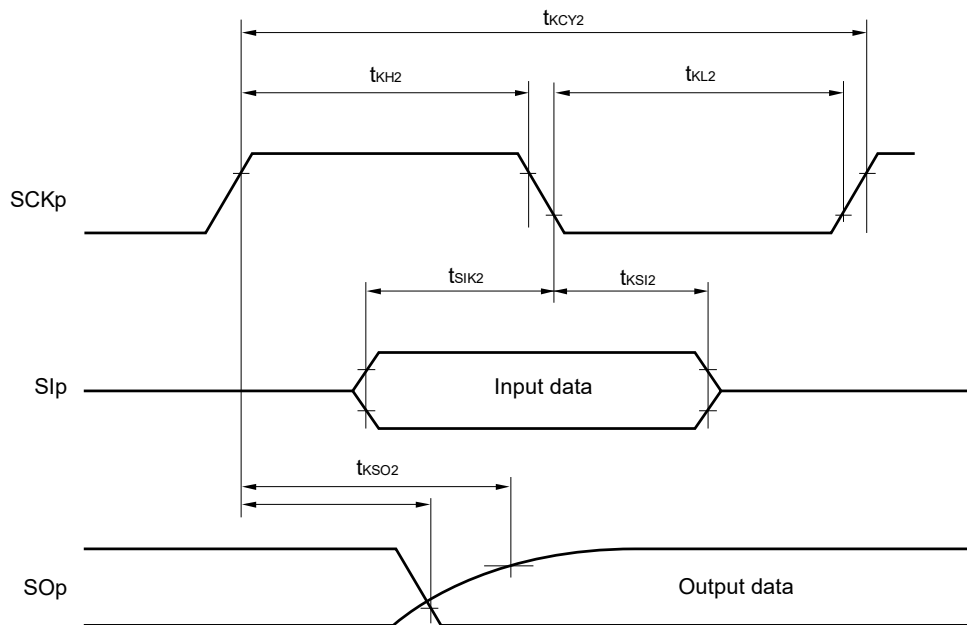 tKCY2
tKH2
tKL2
SCKp
tSIK2
tKSI2
SIp
Input data
tKSO2
SOp
Output data